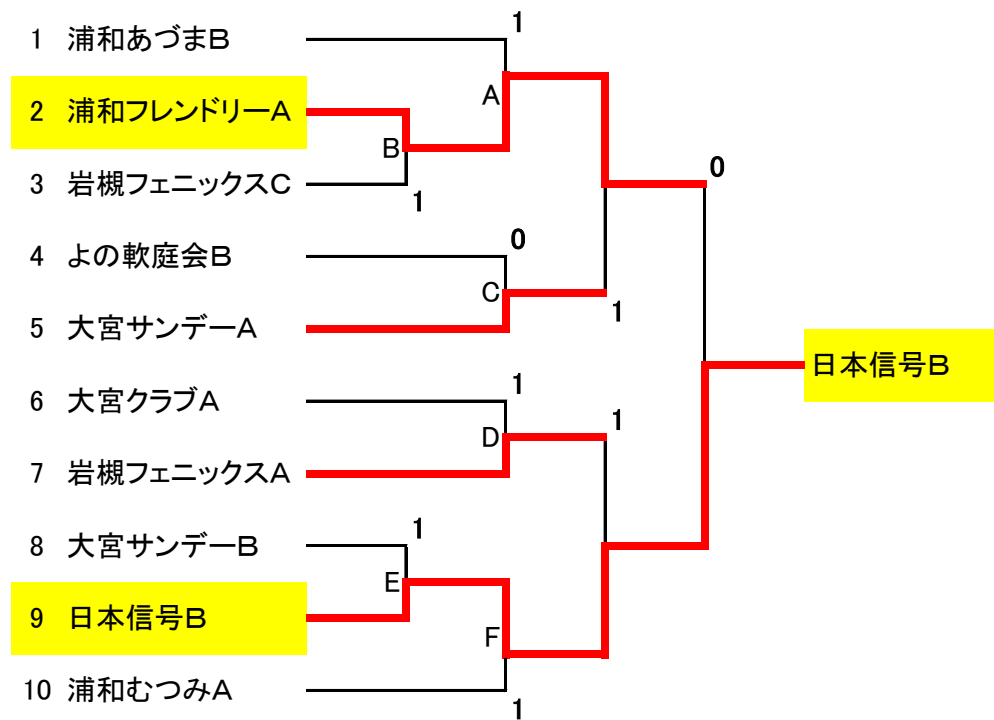 1
1 浦和あづまB
A
2 浦和フレンドリーA
B
0
3 岩槻フェニックスC
1
0
4 よの軟庭会B
C
1
5 大宮サンデーA
日本信号B
1
6 大宮クラブA
1
D
7 岩槻フェニックスA
1
8 大宮サンデーB
E
9 日本信号B
F
10 浦和むつみA
1